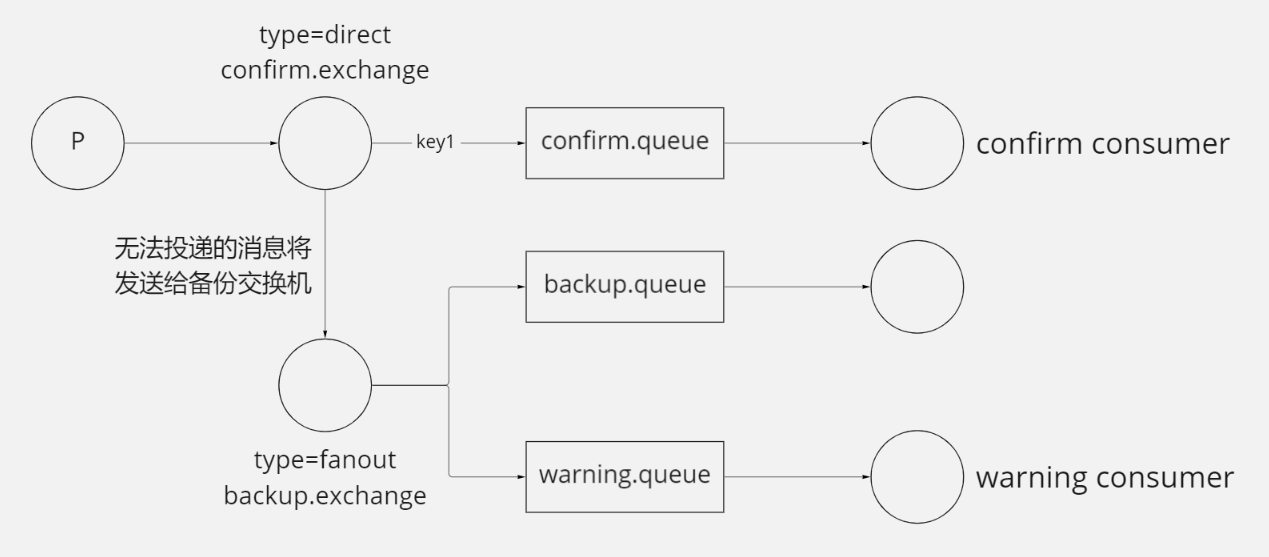 type=direct
confirm.exchange
P
key1
confirm.queue
confirm consumer
无法投递的消息将
发送给备份交换机
backup.queue
type=fanout
backup.exchange
warning.queue
warning consumer